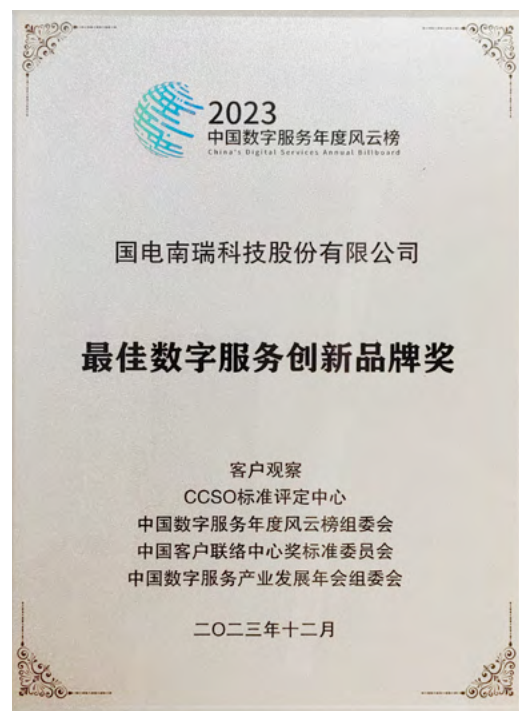 2023
中国数字服务年度风云榜
China's Digital Services Annual Billboard
国电南瑞科技股份有限公司
最佳数字服务创新品牌奖
客户观察
CCSO标准评定中心
中国数字服务年度风云榜组委会
中国客户联络中心奖标准委员会
中国数字服务产业发展年会组委会
二〇二三年十二月